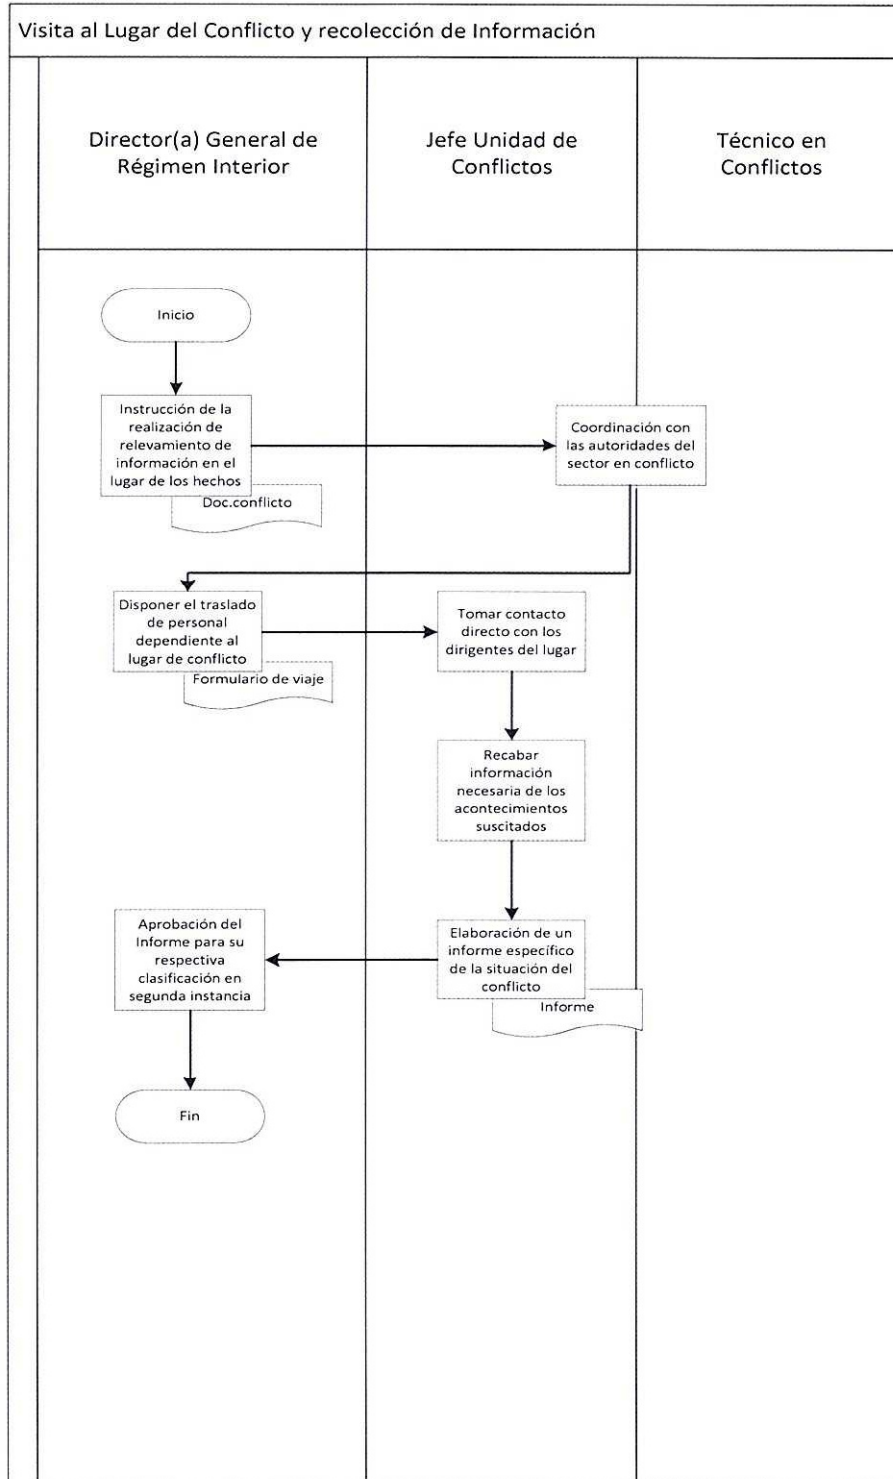 Visita al Lugar del Conflicto y recolección de Información
Director(a) General de
Régimen Interior
Jefe Unidad de
Conflictos
Técnico en
Conflictos
Inicio
Instrucción de la
realización de
relevamiento de
información en el
lugar de los hechos
Doc.conflicto
Coordinación con
las autoridades del
sector en conflicto
Disponer el traslado
de personal
dependiente al
lugar de conflicto
Formulario de viaje
Tomar contacto
directo con los
dirigentes del lugar
Recabar
información
necesaria de los
acontecimientos
suscitados
Elaboración de un
informe específico
de la situación del
conflicto
Informe
Aprobación del
Informe para su
respectiva
clasificación en
segunda instancia
Fin